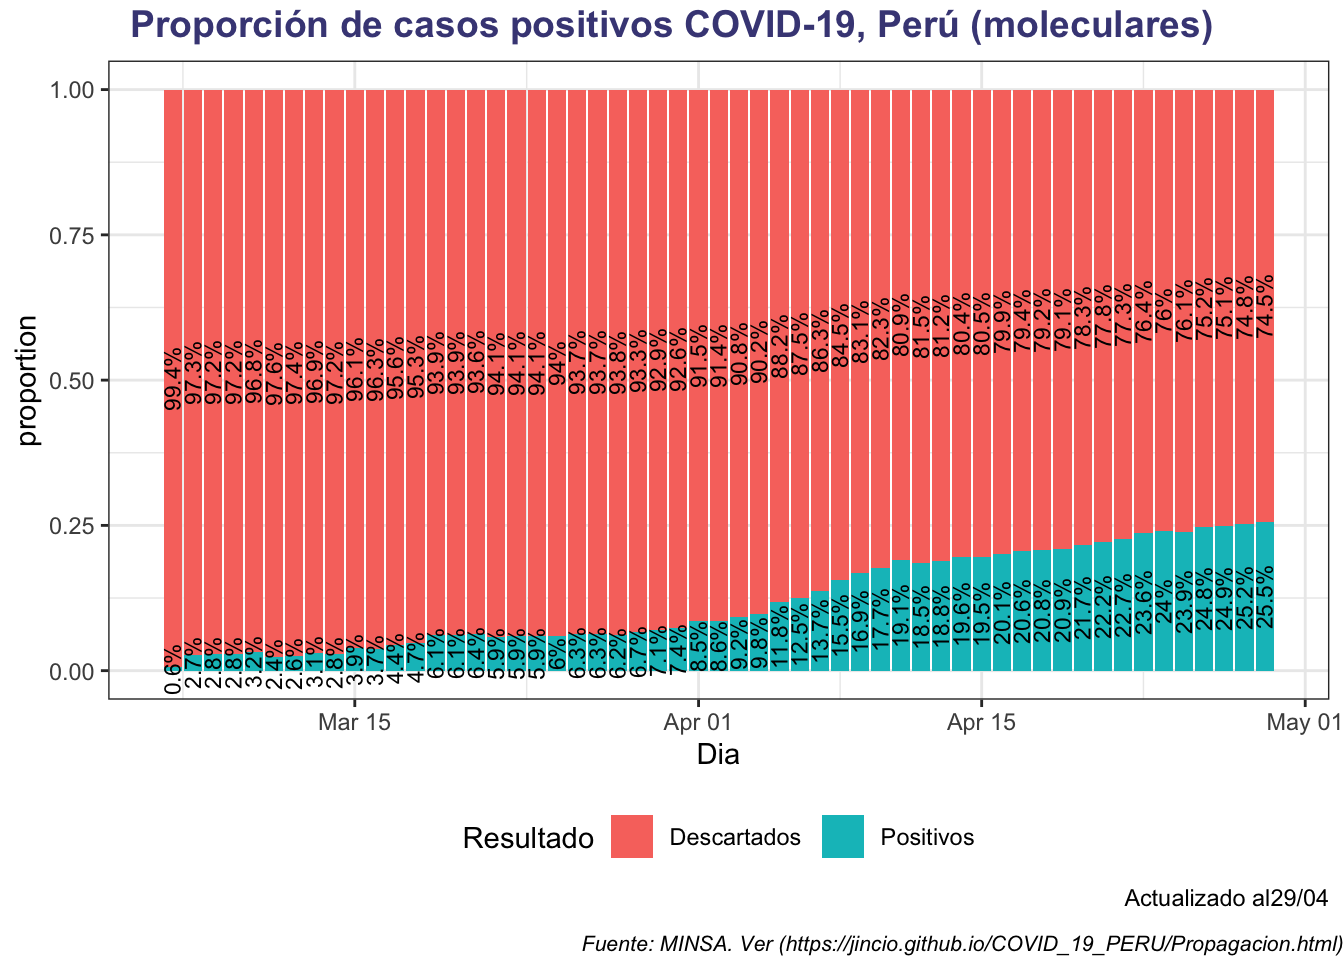 Proporción de casos positivos COVID-19, Perú (moleculares)
1.00
0.75
0.50
0.25
0.00
proportion
99.4% 97.3% 97.2% 97.2% 96.8% 97.6% 97.4% 96.9% 97.2% 96.1% 96.3% 95.6% 95.3% 93.9% 93.9% 93.6% 94.1% 94.1% 94.1% 94% 93.7% 93.7% 93.8% 93.3% 92.9% 92.6% 91.5% 91.4% 90.8% 90.2% 88.2% 87.5% 86.3% 84.5% 83.1% 82.3% 80.9% 81.5% 81.2% 80.4% 80.5% 79.9% 79.4% 79.2% 79.1% 78.3% 77.8% 77.3% 76.4% 76% 76.1% 75.2% 75.1% 74.8% 74.5%
0.6% 2.7% 2.8% 2.8% 3.2% 2.4% 2.6% 3.1% 2.8% 3.9% 3.7% 4.4% 4.7% 6.1% 6.1% 6.4% 5.9% 5.9% 5.9% 6% 6.3% 6.3% 6.2% 6.7% 7.1% 7.4% 8.5% 8.6% 9.2% 9.8% 11.8% 12.5% 13.7% 15.5% 16.9% 17.7% 19.1% 18.5% 18.8% 19.6% 19.5% 20.1% 20.6% 20.8% 20.9% 21.7% 22.2% 22.7% 23.6% 24% 23.9% 24.8% 24.9% 25.2% 25.5%
Mar 15 Apr 01 Apr 15 May 01
Dia
Resultado Descartados Positivos
Actualizado al29/04
Fuente: MINSA. Ver (https://jincio.github.io/COVID_19_PERU/Propagacion.html)